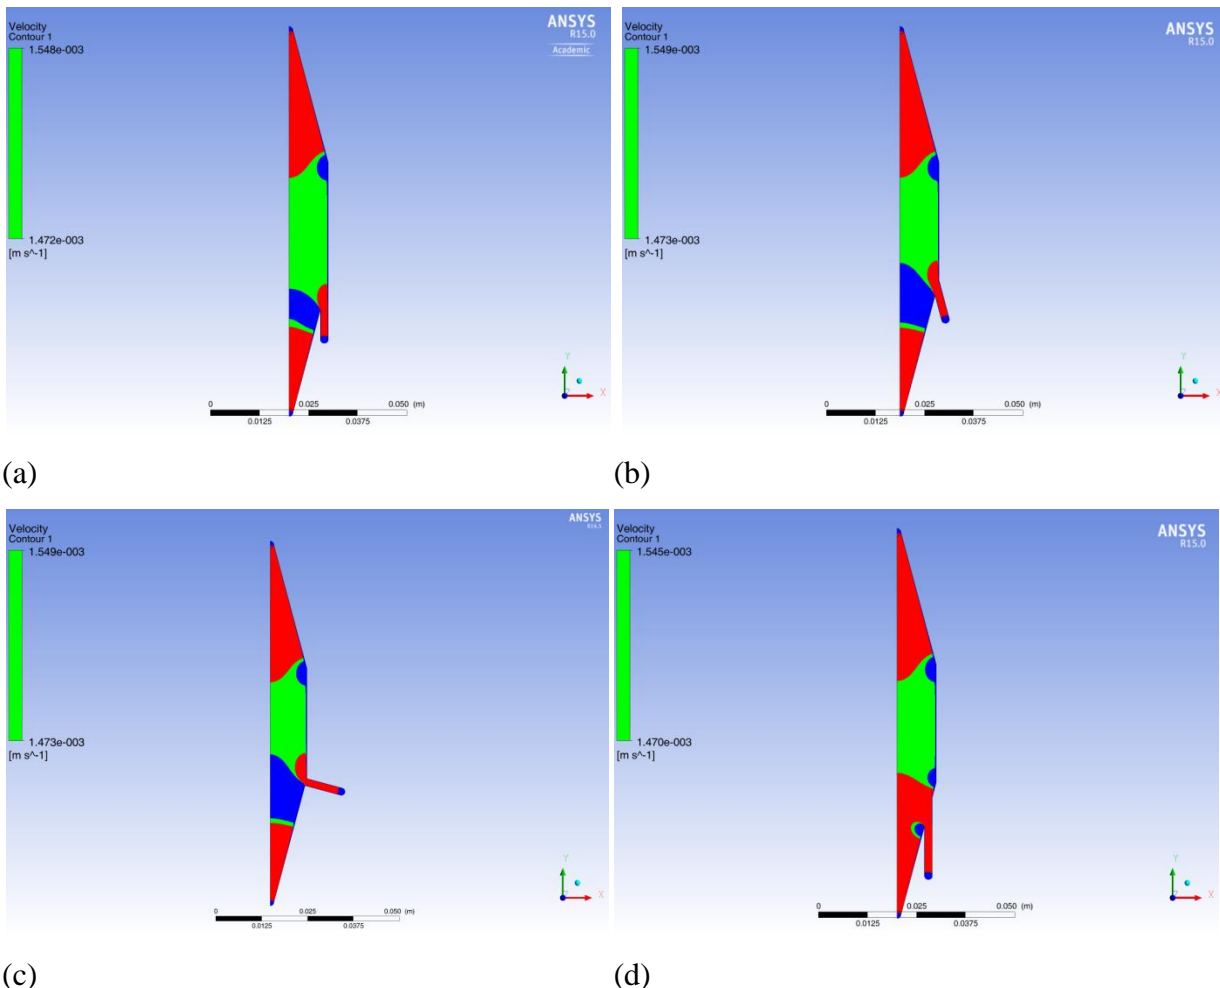 Velocity
Contour 1
1.548e-003
1.472e-003
[m s^-1]
ANSYS
R15.0
Academic
Y
X
0 0.025 0.050 (m)
0.0125 0.0375
(a)
Velocity
Contour 1
1.549e-003
1.473e-003
[m s^-1]
ANSYS
R15.0
Y
X
0 0.025 0.050 (m)
0.0125 0.0375
(b)
Velocity
Contour 1
1.549e-003
1.473e-003
[m s^-1]
ANSYS
R14.5
Y
X
0 0.025 0.050 (m)
0.0125 0.0375
(c)
Velocity
Contour 1
1.545e-003
1.470e-003
[m s^-1]
ANSYS
R15.0
Y
X
0 0.025 0.050 (m)
0.0125 0.0375
(d)